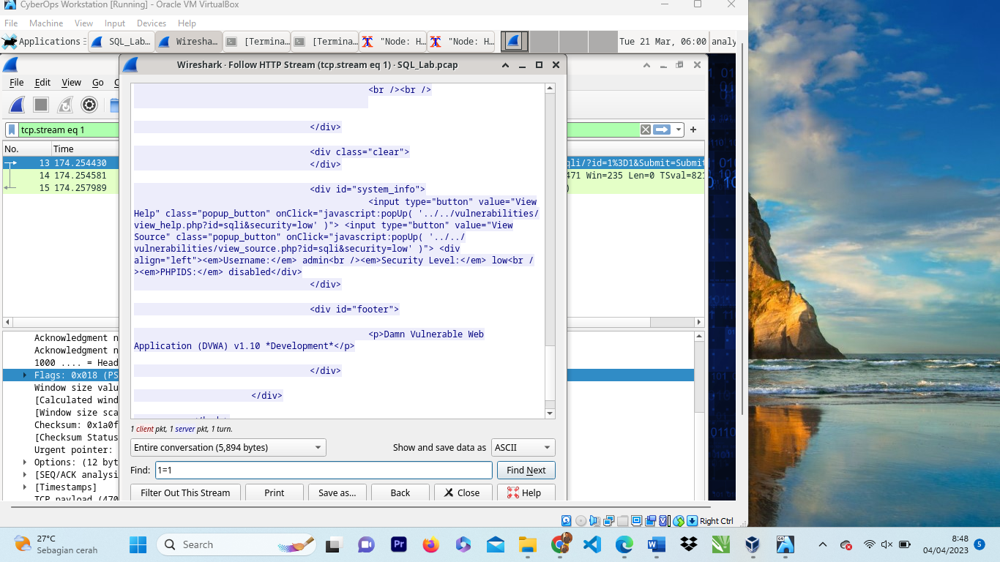 CyberOps Workstation [Running] - Oracle VM VirtualBox
File Machine View Input Devices Help
Applications SQL_Lab... Wiresha... [Termina... [Termina... "Node: H... "Node: H... Tue 21 Mar, 06:00 analy
Wireshark · Follow HTTP Stream (tcp.stream eq 1) · SQL_Lab.pcap
File Edit View Go C
tcp.stream eq 1
No. Time
13 174.254430 qli/?id=1%3D1&Submit=Submit
14 174.254581 471 Win=235 Len=0 TSval=821
15 174.257989 )
<br /><br />
</div>
<div class="clear">
</div>
<div id="system_info">
<input type="button" value="View
Help" class="popup_button" onClick="javascript:popUp( '../../vulnerabilities/
view_help.php?id=sqli&security=low' )"> <input type="button" value="View
Source" class="popup_button" onClick="javascript:popUp( '../../
vulnerabilities/view_source.php?id=sqli&security=low' )"> <div
align="left"><em>Username:</em> admin<br /><em>Security Level:</em> low<br /
><em>PHPIDS:</em> disabled</div>
</div>
<div id="footer">
<p>Damn Vulnerable Web
Application (DVWA) v1.10 *Development*</p>
</div>
</div>
Acknowledgment n
Acknowledgment n
1000 .... = Head
Flags: 0x018 (PS
Window size valu
[Calculated wind
[Window size sca
Checksum: 0x1a0f
[Checksum Status
Urgent pointer:
Options: (12 byt
[SEQ/ACK analysi
[Timestamps]
TCP payload (470
1 client pkt, 1 server pkt, 1 turn.
Entire conversation (5,894 bytes) Show and save data as ASCII
Find: 1=1 Find Next
Filter Out This Stream Print Save as... Back Close Help
Right Ctrl
27°C
Sebagian cerah
Search
Pr
8:48
04/04/2023
5